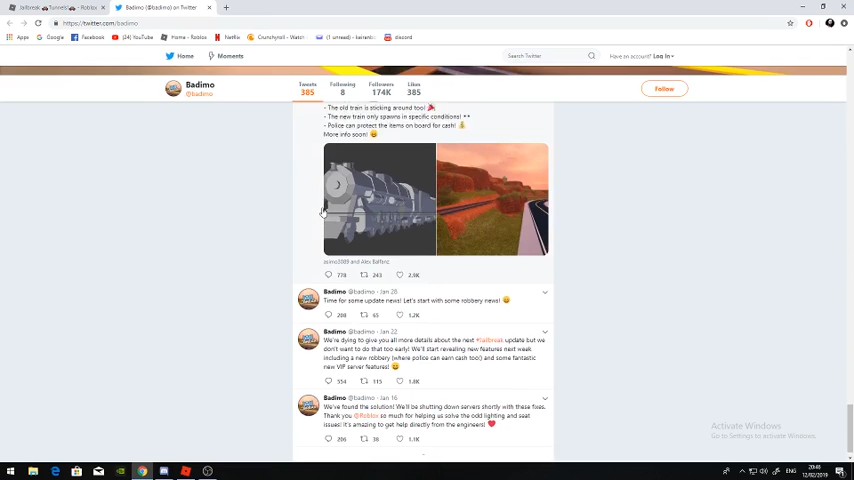 Jailbreak 🚗Tunnels!🚗 - Roblox
Badimo (@badimo) on Twitter
https://twitter.com/badimo
Apps
Google
Facebook
(24) YouTube
Home - Roblox
Netflix
Crunchyroll - Watch
(1 unread) - kairankn
discord
Home
Moments
Search Twitter
Have an account? Log in
Badimo
@badimo
Tweets
385
Following
8
Followers
174K
Likes
385
Follow
- The old train is sticking around too! 🎉
- The new train only spawns in specific conditions! 👀
- Police can protect the items on board for cash! 💰
More info soon! 😄
asimo3089 and Alex Balfanz
778
243
2.9K
Badimo @badimo · Jan 28
Time for some update news! Let's start with some robbery news! 😄
208
65
1.2K
Badimo @badimo · Jan 22
We're dying to give you all more details about the next #Jailbreak update but we
don't want to do that too early! We'll start revealing new features next week
including a new robbery (where police can earn cash too!) and some fantastic
new VIP server features! 😄
554
115
1.8K
Badimo @badimo · Jan 16
We've found the solution! We'll be shutting down servers shortly with these fixes.
Thank you @Roblox so much for helping us solve the odd lighting and seat
issues! it's amazing to get help directly from the engineers! ❤
206
38
1.1K
Activate Windows
Go to Settings to activate Windows.
ENG
20:45
12/02/2019